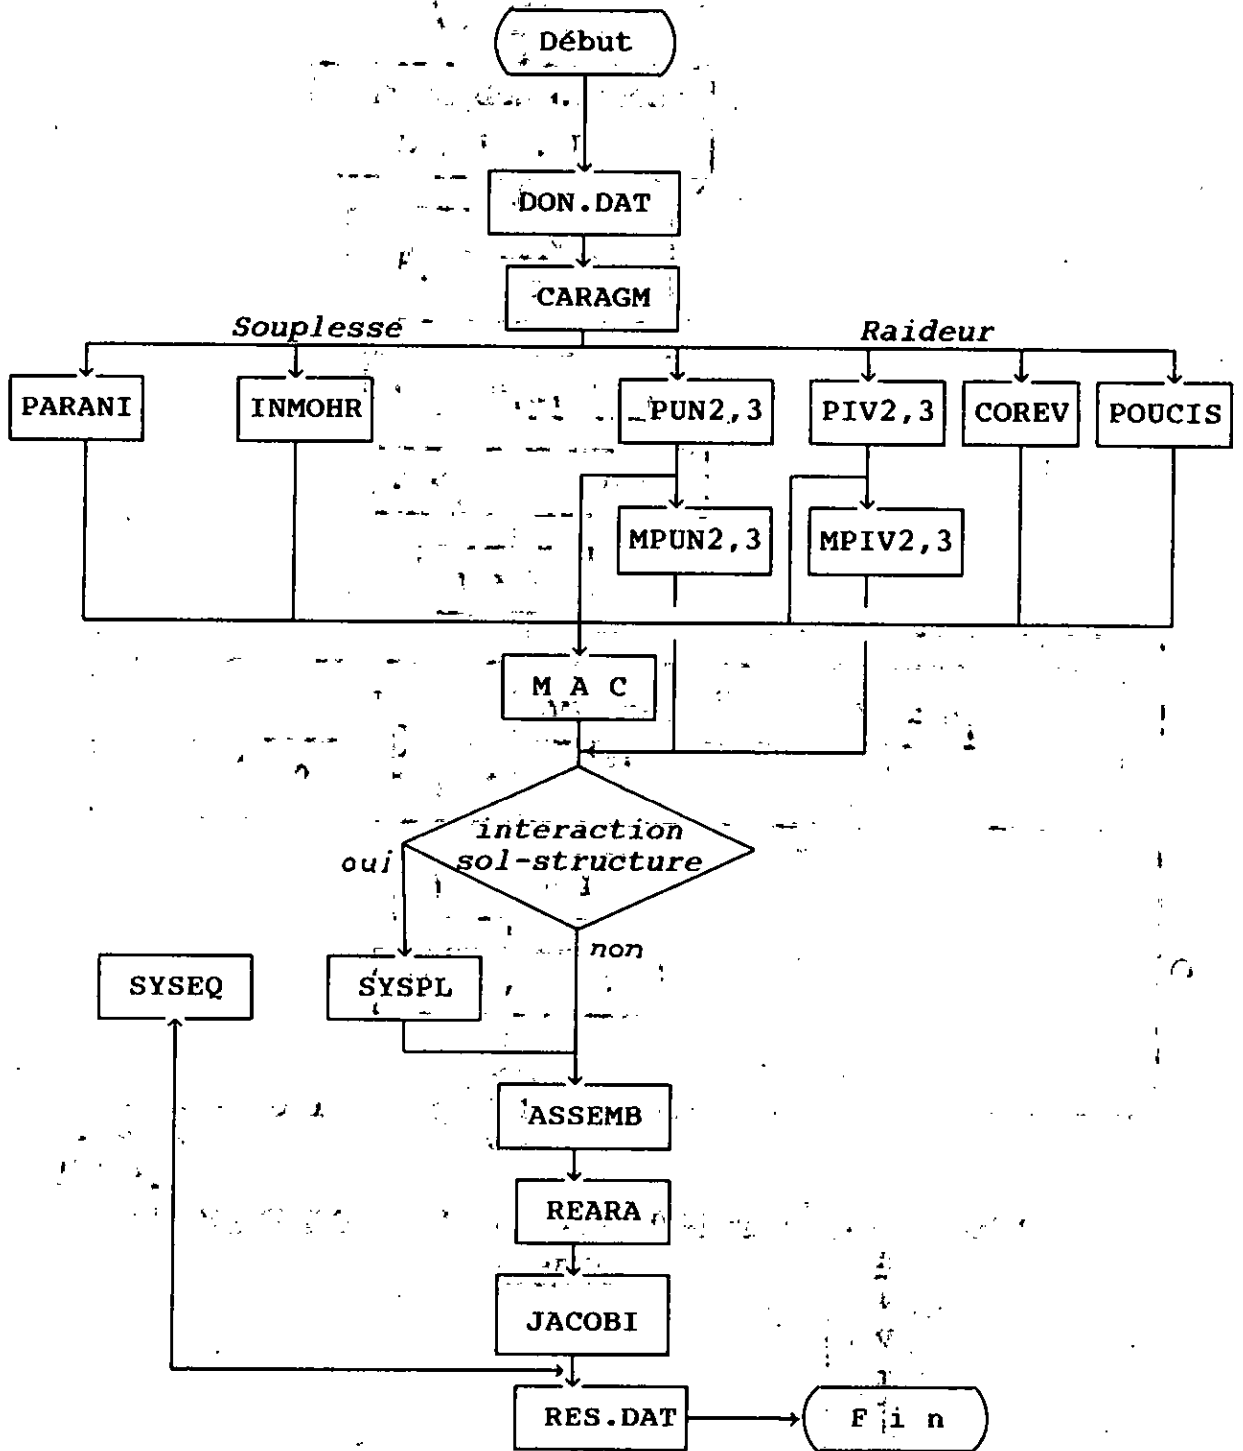 Début
DON.DAT
CARAGM
Souplesse
Raideur
PARANI
INMOHR
PUN2,3
PIV2,3
COREV
POUCIS
MPUN2,3
MPIV2,3
M A C
interaction
sol-structure
oui
non
SYSEQ
SYSPL
ASSEMB
REARA
JACOBI
RES.DAT
F i n